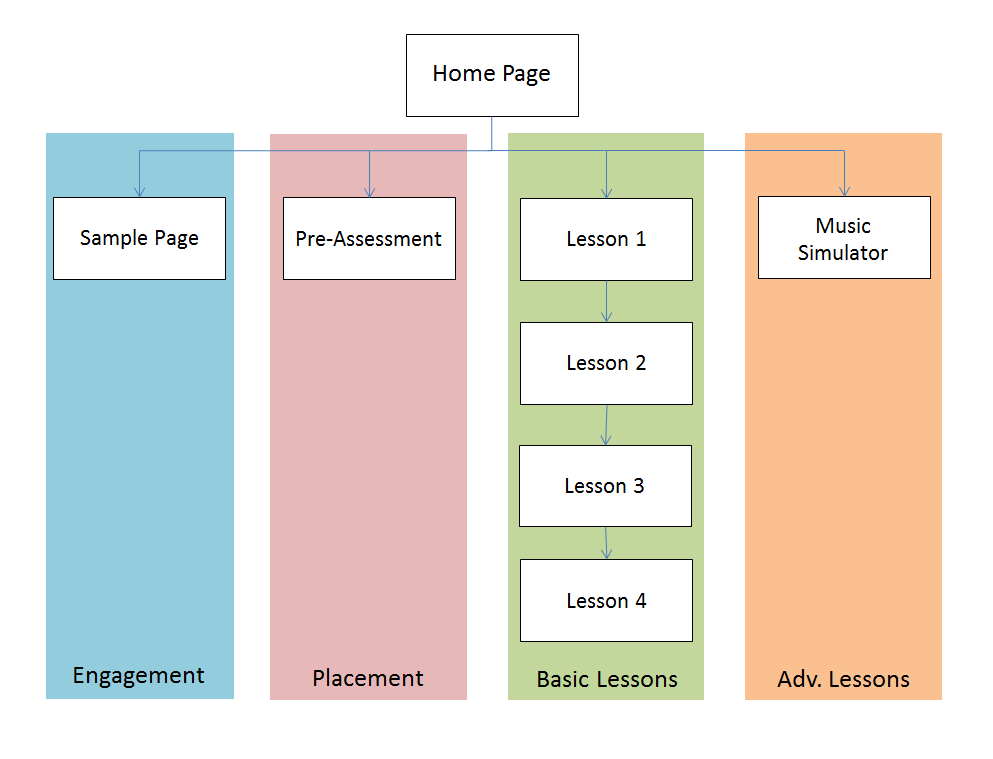 Home Page
Sample Page
Pre-Assessment
Lesson 1
Music
Simulator
Lesson 2
Lesson 3
Lesson 4
Engagement
Placement
Basic Lessons
Adv. Lessons